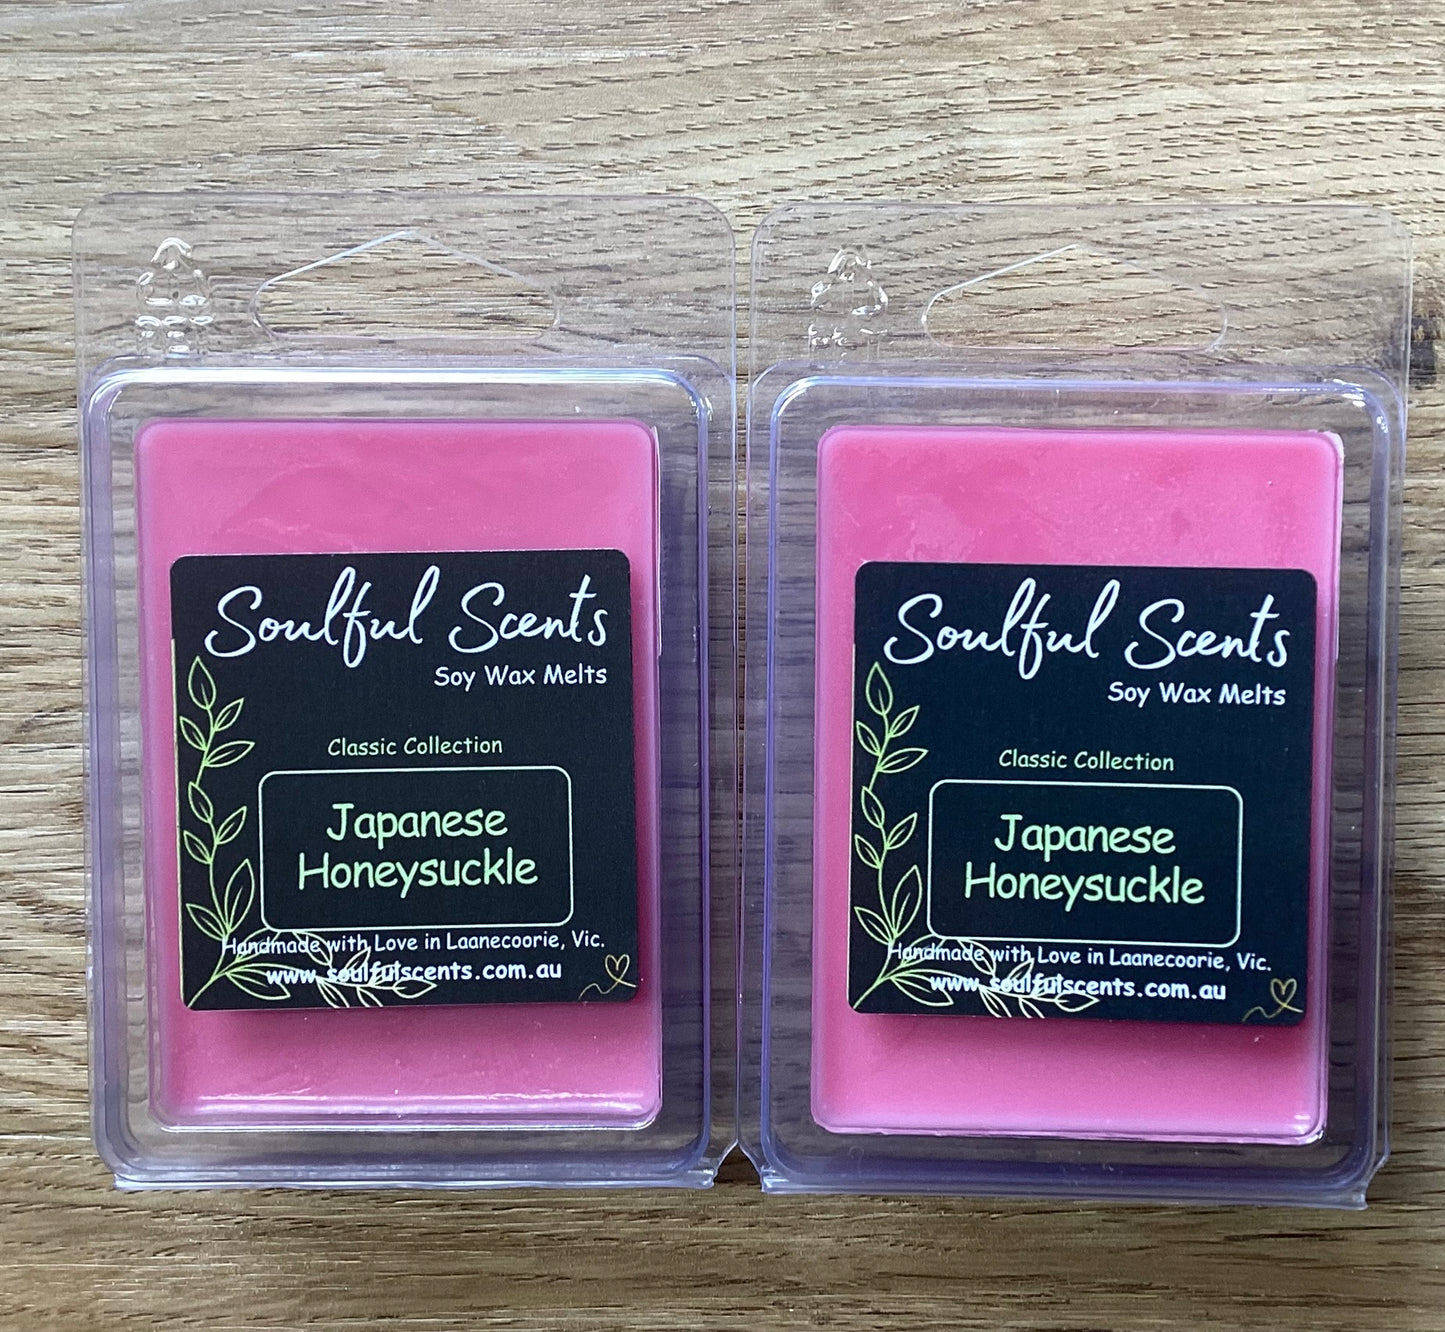 Soulful Scents
Soy Wax Melts
Classic Collection
Japanese
Honeysuckle
Handmade with Love in Laanecoorie, Vic.
www.soulfulscents.com.au
Soulful Scents
Soy Wax Melts
Classic Collection
Japanese
Honeysuckle
Handmade with Love in Laanecoorie, Vic.
www.soulfulscents.com.au